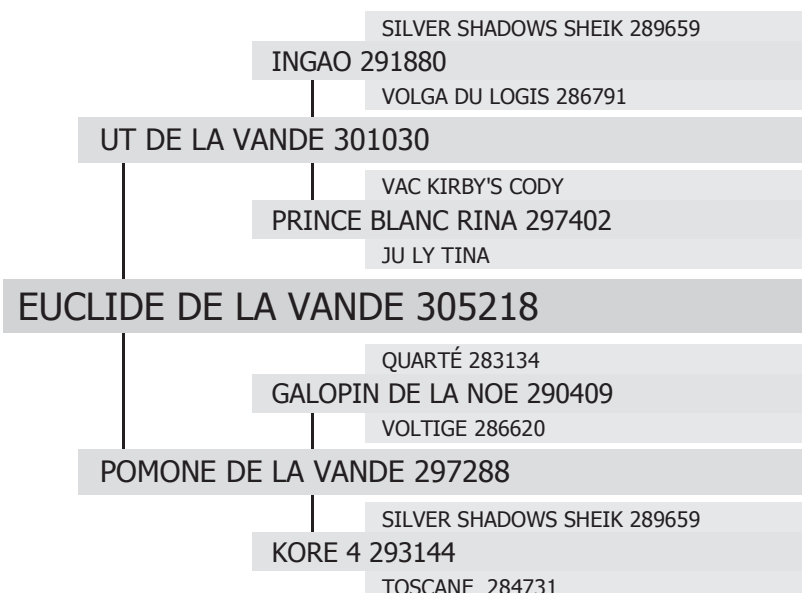 SILVER SHADOWS SHEIK 289659
INGAO 291880
VOLGA DU LOGIS 286791
UT DE LA VANDE 301030
VAC KIRBY'S CODY
PRINCE BLANC RINA 297402
JU LY TINA
EUCLIDE DE LA VANDE 305218
QUARTÉ 283134
GALOPIN DE LA NOE 290409
VOLTIGE 286620
POMONE DE LA VANDE 297288
SILVER SHADOWS SHEIK 289659
KORE 4 293144
TOSCANE 284731